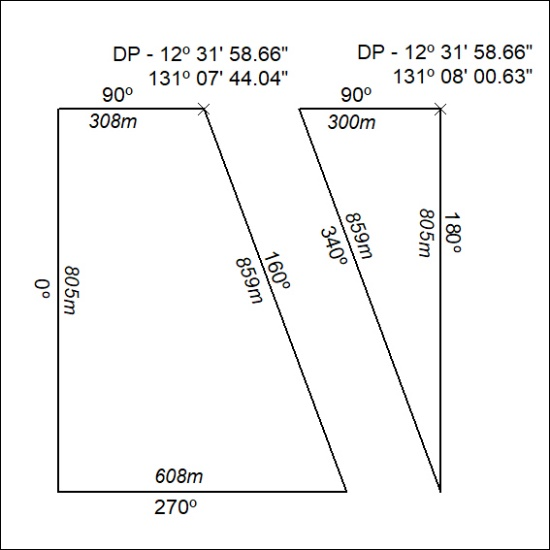 DP - 12º 31' 58.66"
131º 07' 44.04"
DP - 12º 31' 58.66"
131º 08' 00.63"
90º
308m
90º
300m
0º
805m
160º
859m
859m
340º
180º
805m
608m
270º